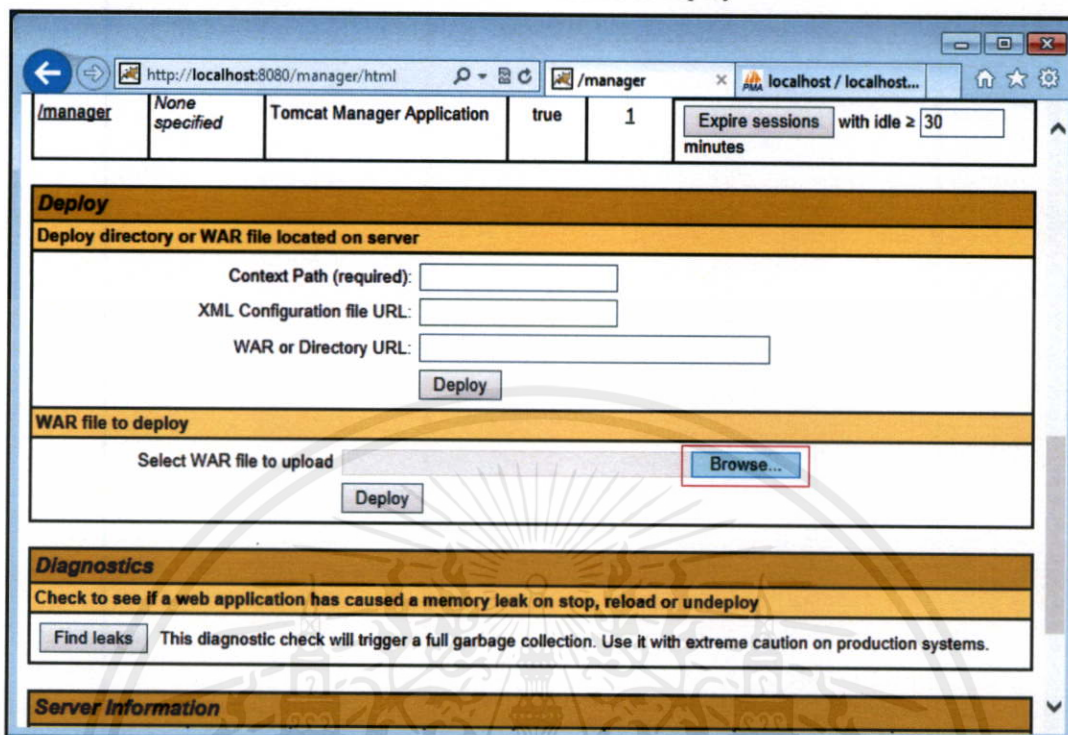 http://localhost:8080/manager/html
/manager
localhost / localhost...
/manager
None specified
Tomcat Manager Application
true
1
Expire sessions with idle ≥ 30
minutes
Deploy
Deploy directory or WAR file located on server
Context Path (required):
XML Configuration file URL:
WAR or Directory URL:
Deploy
WAR file to deploy
Select WAR file to upload Browse...
Deploy
Diagnostics
Check to see if a web application has caused a memory leak on stop, reload or undeploy
Find leaks This diagnostic check will trigger a full garbage collection. Use it with extreme caution on production systems.
Server Information